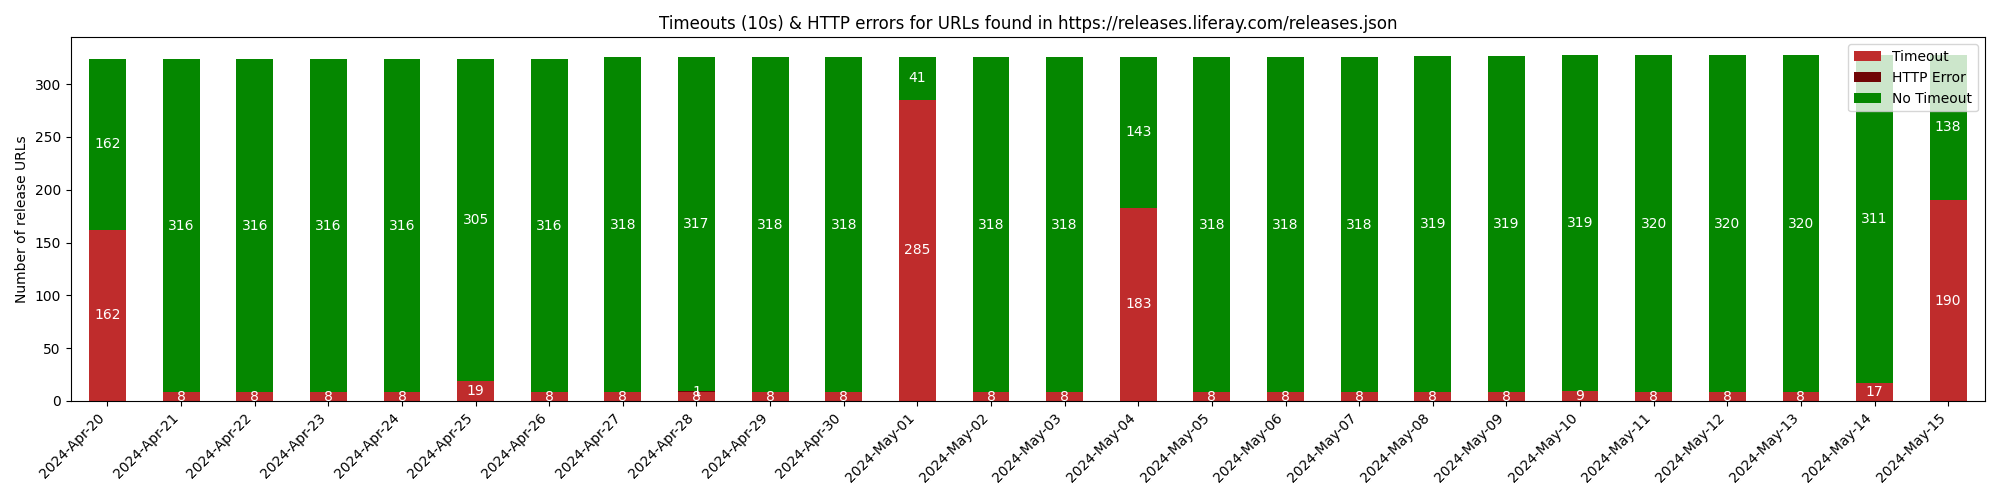 Timeouts (10s) & HTTP errors for URLs found in https://releases.liferay.com/releases.json
Timeout
HTTP Error
No Timeout
Number of release URLs
300
250
200
150
100
50
0
162 316 316 316 316 305 316 318 317 318 318 41 318 318 143 318 318 318 319 319 319 320 320 320 311 138
1
162 8 8 8 8 19 8 8 8 8 8 285 8 8 183 8 8 8 8 8 9 8 8 8 17 190
2024-Apr-20
2024-Apr-21
2024-Apr-22
2024-Apr-23
2024-Apr-24
2024-Apr-25
2024-Apr-26
2024-Apr-27
2024-Apr-28
2024-Apr-29
2024-Apr-30
2024-May-01
2024-May-02
2024-May-03
2024-May-04
2024-May-05
2024-May-06
2024-May-07
2024-May-08
2024-May-09
2024-May-10
2024-May-11
2024-May-12
2024-May-13
2024-May-14
2024-May-15